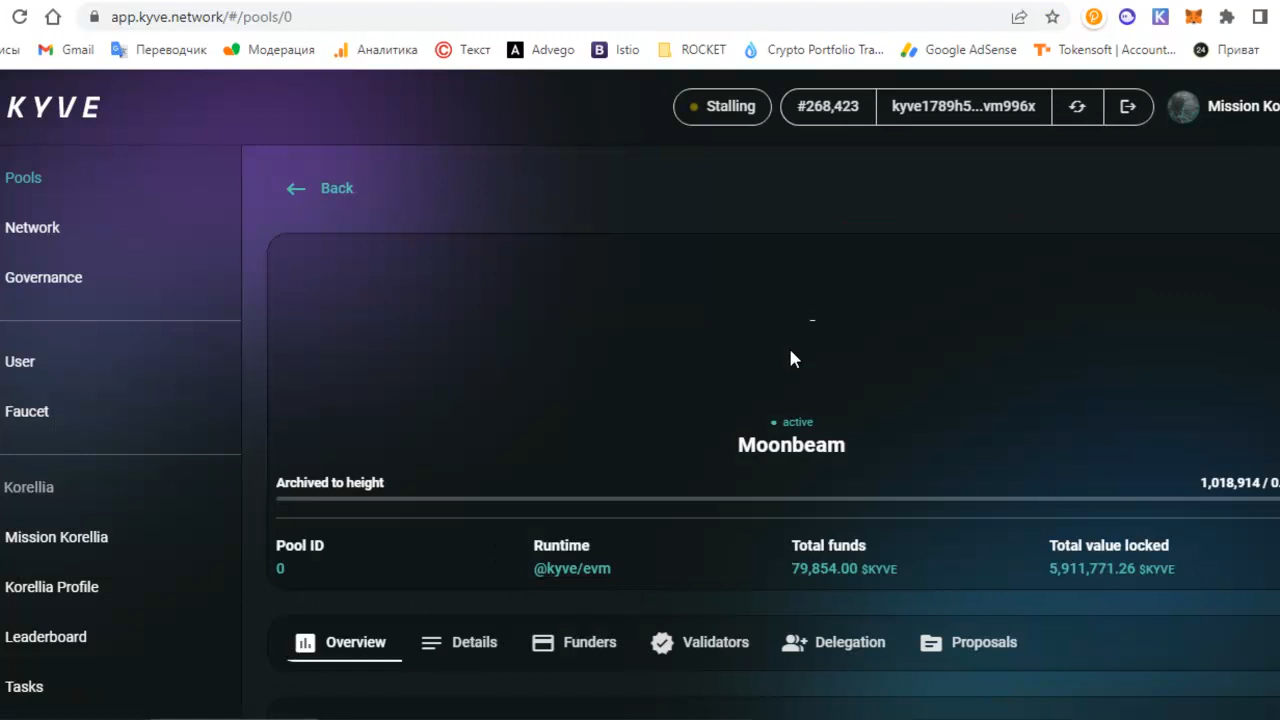 app.kyve.network/#/pools/0
исы Gmail Переводчик Модерация Аналитика Текст Advego Istio ROCKET Crypto Portfolio Tra... Google AdSense Tokensoft | Account... 24 Приват
KYVE
Stalling #268,423 kyve1789h5...vm996x Mission Ko
Pools
Back
Network
Governance
User
Faucet
Korellia
Mission Korellia
Korellia Profile
Leaderboard
Tasks
-
active
Moonbeam
Archived to height 1,018,914 / 0.
Pool ID Runtime Total funds Total value locked
0 @kyve/evm 79,854.00 $KYVE 5,911,771.26 $KYVE
Overview Details Funders Validators Delegation Proposals